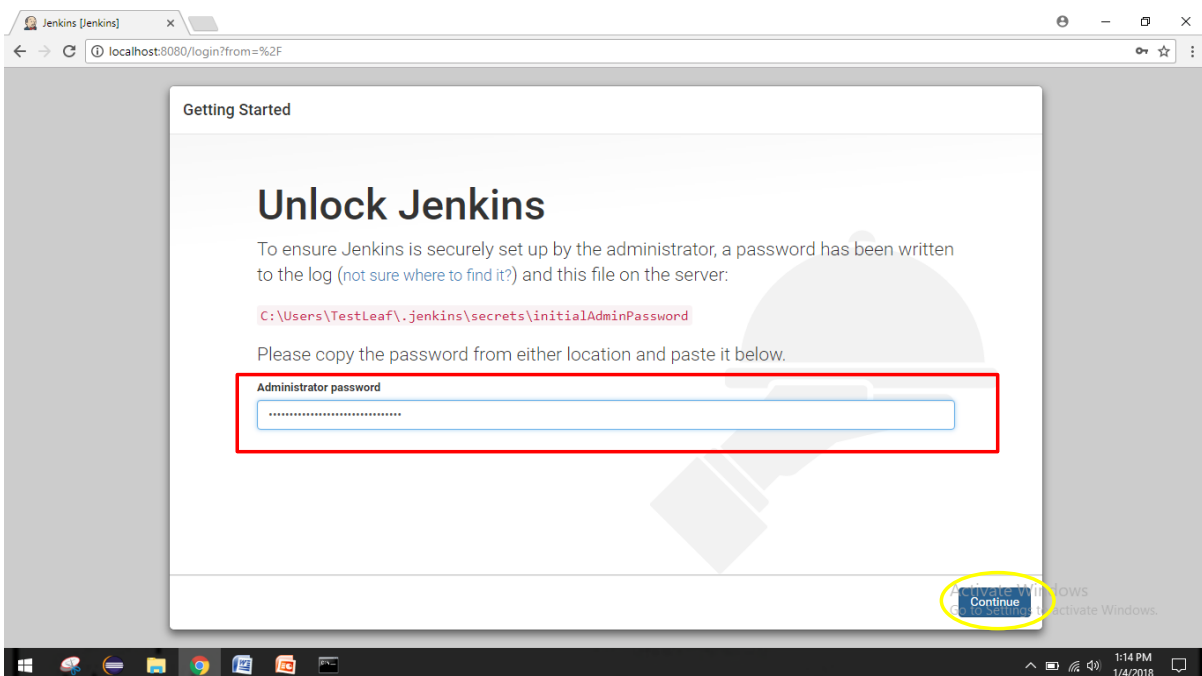 Jenkins [Jenkins]
localhost:8080/login?from=%2F
Getting Started
Unlock Jenkins
To ensure Jenkins is securely set up by the administrator, a password has been written
to the log (not sure where to find it?) and this file on the server:
C:\Users\TestLeaf\.jenkins\secrets\initialAdminPassword
Please copy the password from either location and paste it below.
Administrator password
Activate Windows
Continue
Go to Settings to activate Windows.
1:14 PM
1/4/2018